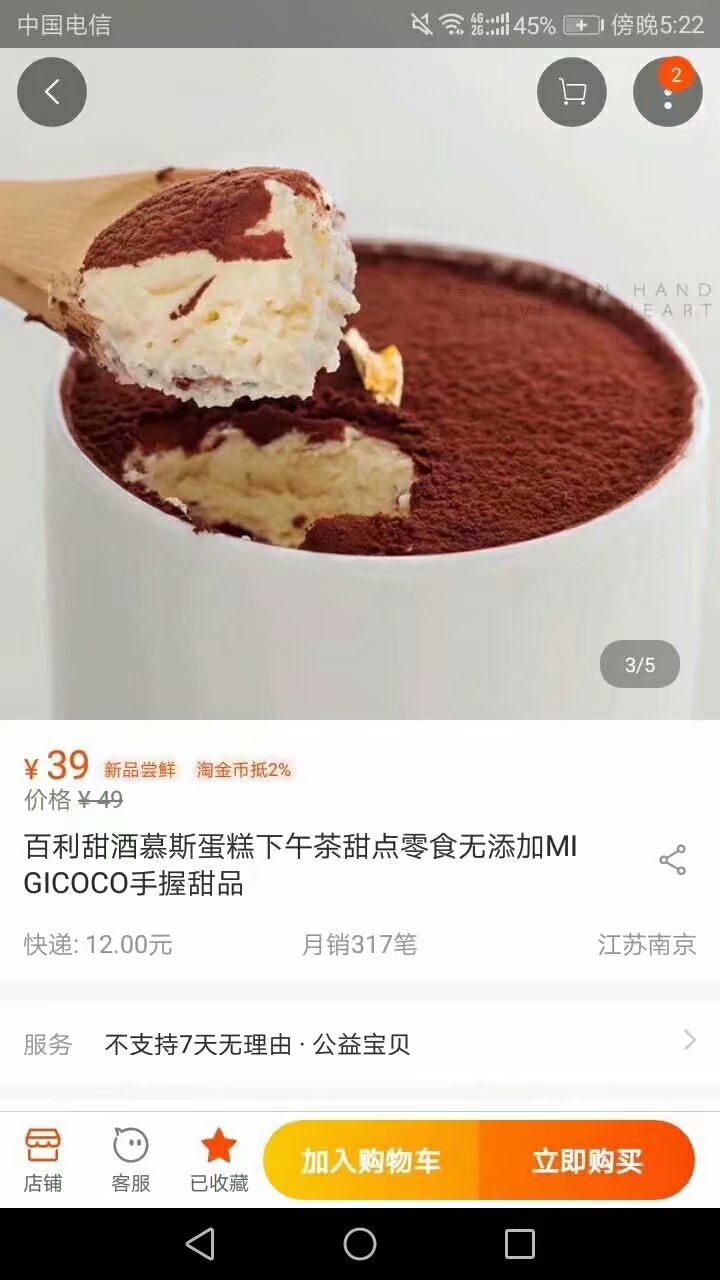 中国电信
4G
2G
45%
傍晚5:22
2
IN HAND
LOVE
HEART
3/5
¥ 39 新品尝鲜 淘金币抵2%
价格 ¥ 49
百利甜酒慕斯蛋糕下午茶甜点零食无添加MI
GICOCO手握甜品
快递: 12.00元 月销317笔 江苏南京
服务 不支持7天无理由 · 公益宝贝
店铺 客服 已收藏 加入购物车 立即购买